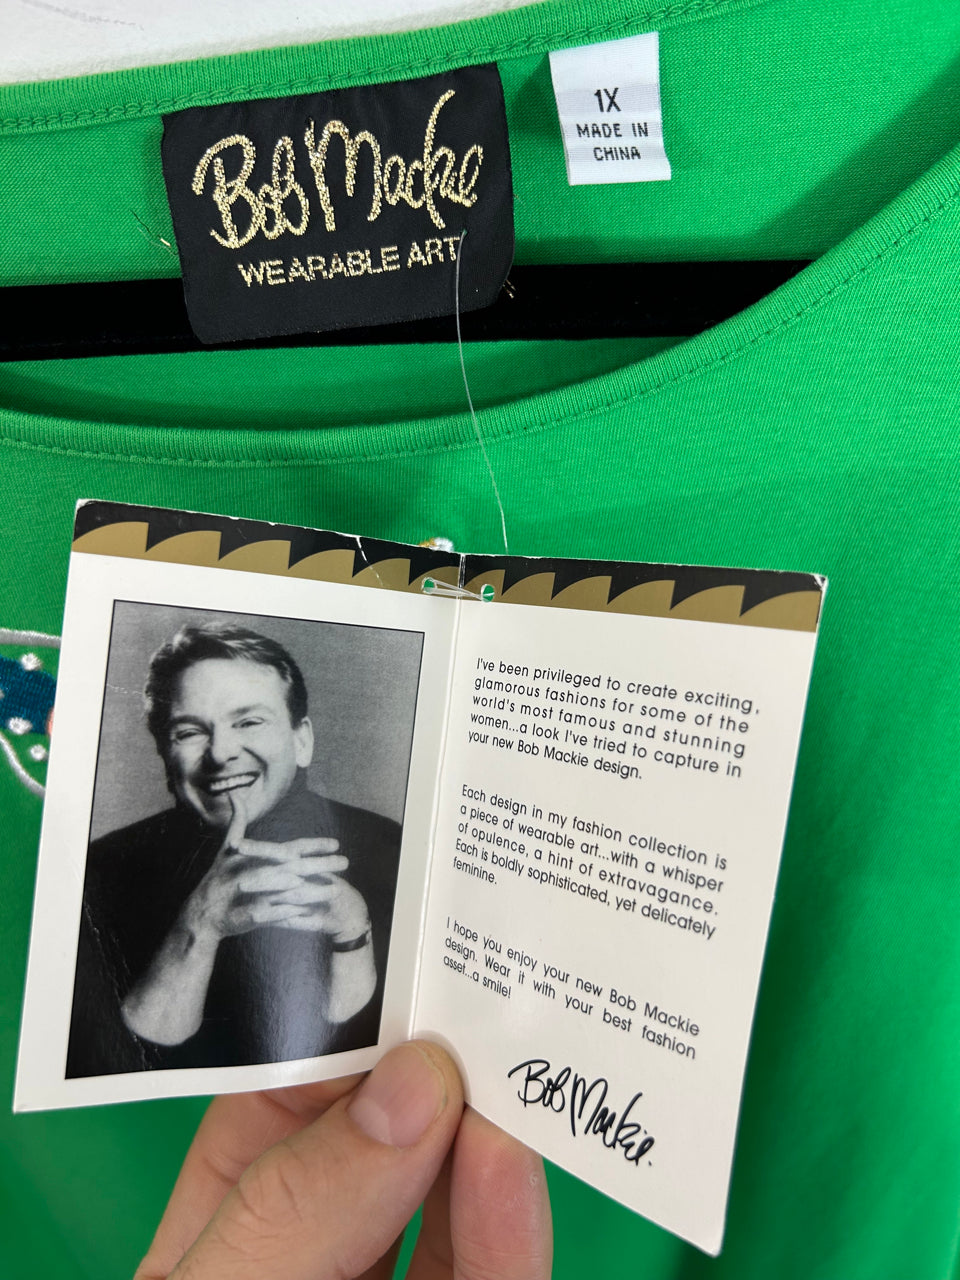 Bob Mackie
WEARABLE ART
1X
MADE IN
CHINA
I've been privileged to create exciting,
glamorous fashions for some of the
world's most famous and stunning
women...a look I've tried to capture in
your new Bob Mackie design.
Each design in my fashion collection is
a piece of wearable art...with a whisper
of opulence, a hint of extravagance.
Each is boldly sophisticated, yet delicately
feminine.
I hope you enjoy your new Bob Mackie
design. Wear it with your best fashion
asset...a smile!
Bob Mackie.